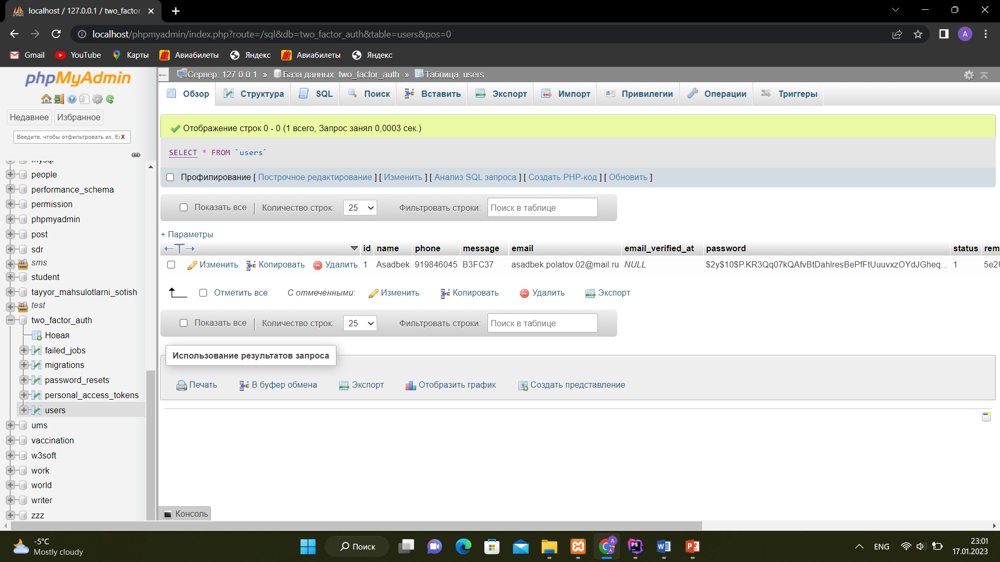 localhost / 127.0.0.1 / two_factor_
localhost/phpmyadmin/index.php?route=/sql&db=two_factor_auth&table=users&pos=0
A
Gmail YouTube Карты Авиабилеты Яндекс Авиабилеты Яндекс
phpMyAdmin
Недавнее Избранное
Введите, чтобы отфильтровать их, Er X
mysql
people
performance_schema
permission
phpmyadmin
post
sdr
sms
student
tayyor_mahsulotlarni_sotish
test
two_factor_auth
Новая
failed_jobs
migrations
password_resets
personal_access_tokens
users
ums
vaccination
w3soft
work
world
writer
zzz
Сервер: 127.0.0.1 » База данных: two_factor_auth » Таблица: users
Обзор Структура SQL Поиск Вставить Экспорт Импорт Привилегии Операции Триггеры
Отображение строк 0 - 0 (1 всего, Запрос занял 0,0003 сек.)
SELECT * FROM `users`
Профилирование [ Построчное редактирование ] [ Изменить ] [ Анализ SQL запроса ] [ Создать PHP-код ] [ Обновить ]
Показать все | Количество строк: 25 Фильтровать строки: Поиск в таблице
+ Параметры
←T→ id name phone message email email_verified_at password status rem
Изменить Копировать Удалить 1 Asadbek 919846045 B3FC37 asadbek.polatov.02@mail.ru NULL $2y$10$P.KR3Qq07kQAfvBtDahlresBePfFtUuuvxzOYdJGheq... 1 5e2U
Отметить все С отмеченными: Изменить Копировать Удалить Экспорт
Показать все | Количество строк: 25 Фильтровать строки: Поиск в таблице
Использование результатов запроса
Печать В буфер обмена Экспорт Отобразить график Создать представление
Консоль
-5°C
Mostly cloudy
Поиск
ENG
23:01
17.01.2023